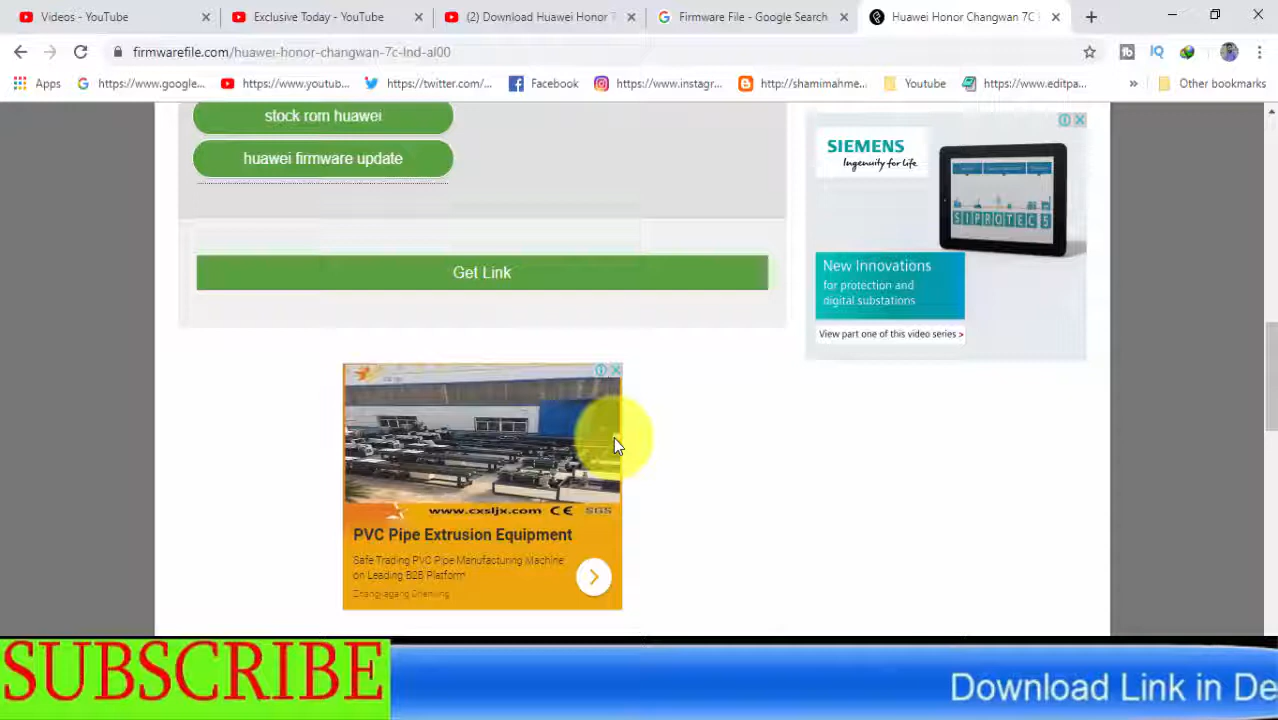 Videos - YouTube
Exclusive Today - YouTube
(2) Download Huawei Honor 7
Firmware File - Google Search
Huawei Honor Changwan 7C
firmwarefile.com/huawei-honor-changwan-7c-lnd-al00
Apps
https://www.google...
https://www.youtub...
https://twitter.com/...
Facebook
https://www.instagr...
http://shamimahme...
Youtube
https://www.editpa...
Other bookmarks
stock rom huawei
huawei firmware update
Get Link
SIEMENS
Ingenuity for life
SIPROTEC 5
New Innovations
for protection and
digital substations
View part one of this video series >
www.cxsljx.com CE SGS
PVC Pipe Extrusion Equipment
Safe Trading PVC Pipe Manufacturing Machine
on Leading B2B Platform
SUBSCRIBE
Download Link in De